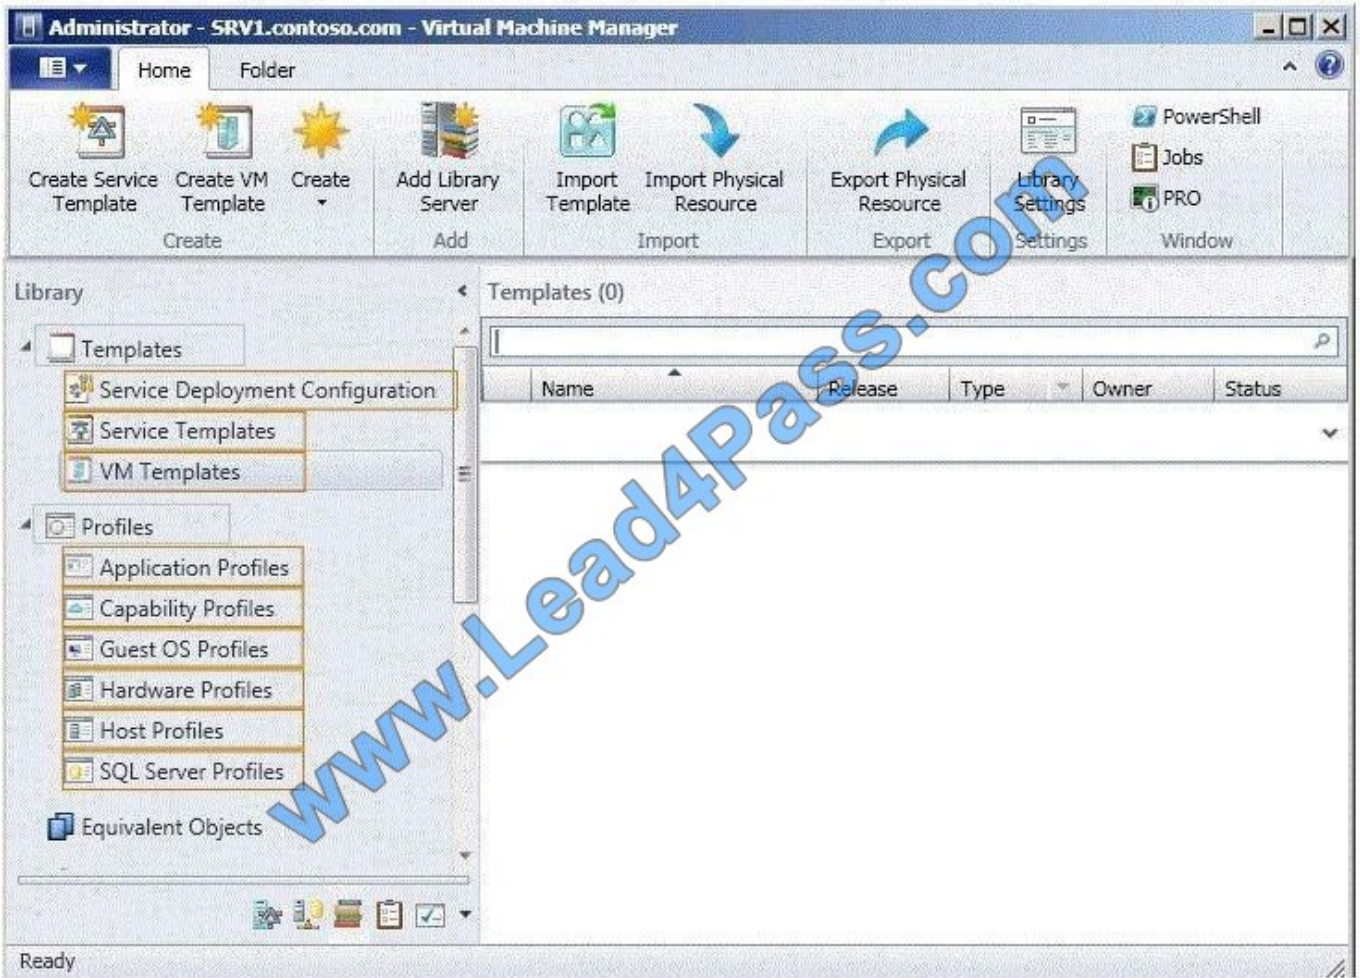 Administrator - SRV1.contoso.com - Virtual Machine Manager
Home Folder
Create Service Template
Create VM Template
Create
Add Library Server
Import Template
Import Physical Resource
Export Physical Resource
Library Settings
PowerShell
Jobs
PRO
Create Add Import Export Settings Window
Library
Templates
Service Deployment Configuration
Service Templates
VM Templates
Profiles
Application Profiles
Capability Profiles
Guest OS Profiles
Hardware Profiles
Host Profiles
SQL Server Profiles
Equivalent Objects
Templates (0)
Name Release Type Owner Status
www.Lead4Pass.com
Ready